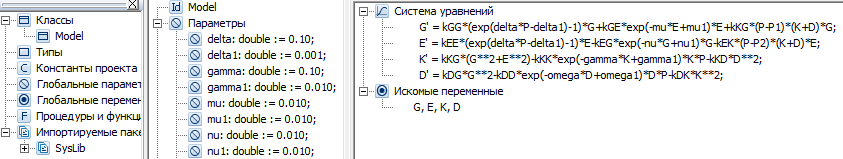 Классы
Model
Типы
Константы проекта
Глобальные парамет
Глобальные перемен
Процедуры и функци
Импортируемые паке
SysLib
Model
Параметры
delta: double := 0.10;
delta1: double := 0.001;
gamma: double := 0.10;
gamma1: double := 0.010;
mu: double := 0.010;
mu1: double := 0.010;
nu: double := 0.010;
nu1: double := 0.010;
Система уравнений
G' = kGG*(exp(delta*P-delta1)-1)*G+kGE*exp(-mu*E+mu1)*E+kKG*(P-P1)*(K+D)*G;
E' = kEE*(exp(delta*P-delta1)-1)*E-kEG*exp(-nu*G+nu1)*G-kEK*(P-P2)*(K+D)*E;
K' = kKG*(G**2+E**2)-kKK*exp(-gamma*K+gamma1)*K*P-kKD*D**2;
D' = kDG*G**2-kDD*exp(-omega*D+omega1)*D*P-kDK*K**2;
Искомые переменные
G, E, K, D